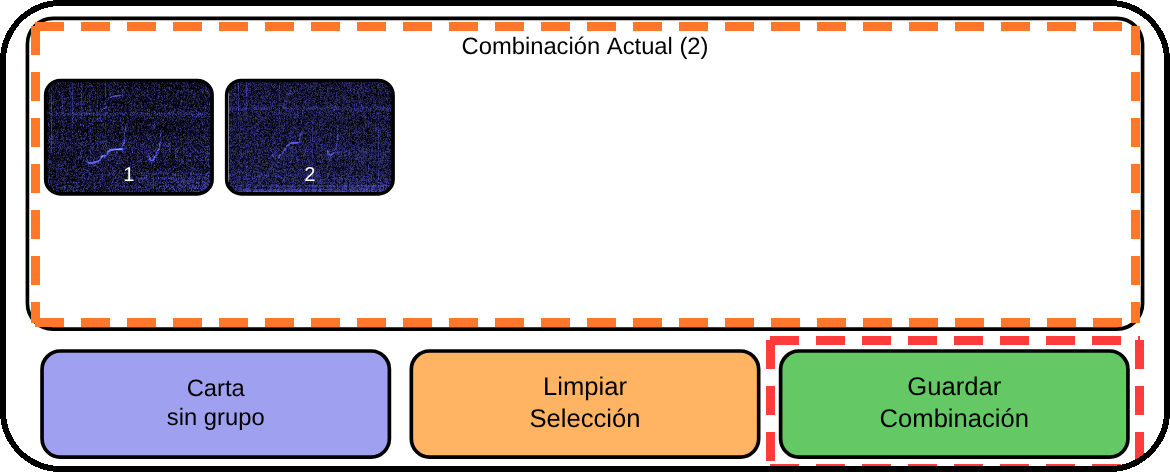 Combinación Actual (2)
1
2
Carta
sin grupo
Limpiar
Selección
Guardar
Combinación